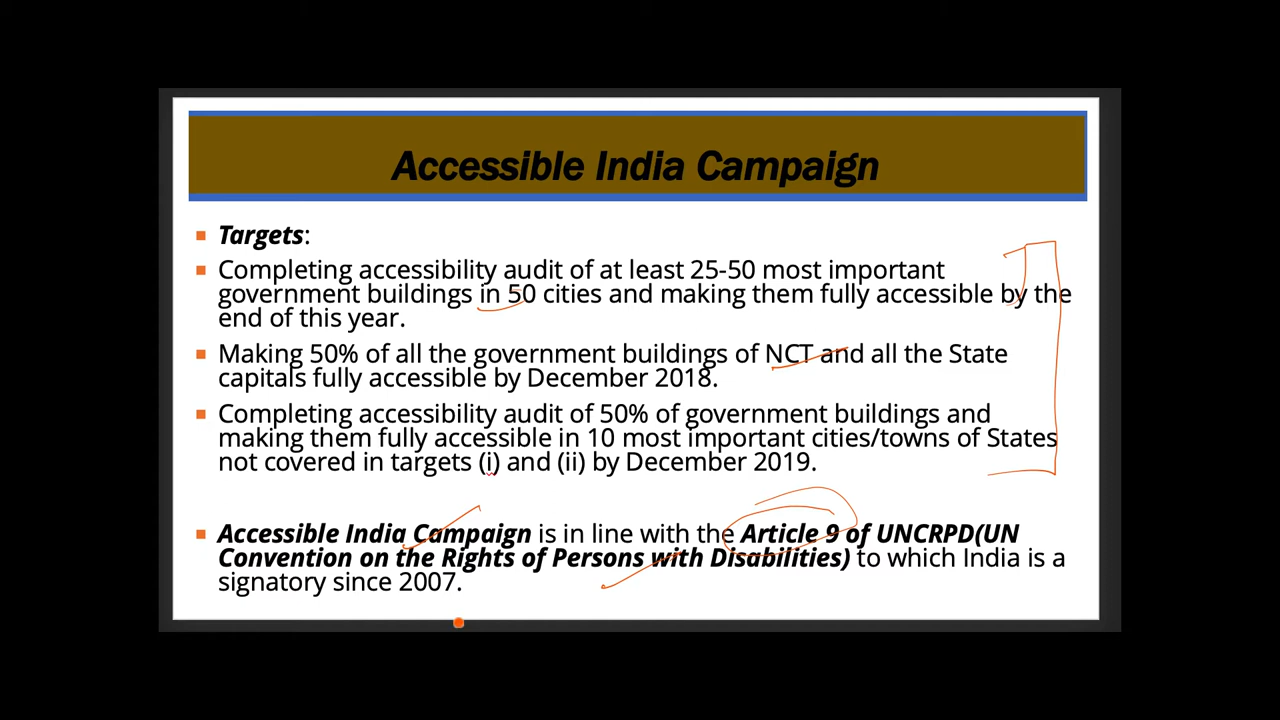 Accessible India Campaign
Targets:
Completing accessibility audit of at least 25-50 most important
government buildings in 50 cities and making them fully accessible by the
end of this year.
Making 50% of all the government buildings of NCT and all the State
capitals fully accessible by December 2018.
Completing accessibility audit of 50% of government buildings and
making them fully accessible in 10 most important cities/towns of States
not covered in targets (i) and (ii) by December 2019.
Accessible India Campaign is in line with the Article 9 of UNCRPD(UN
Convention on the Rights of Persons with Disabilities) to which India is a
signatory since 2007.